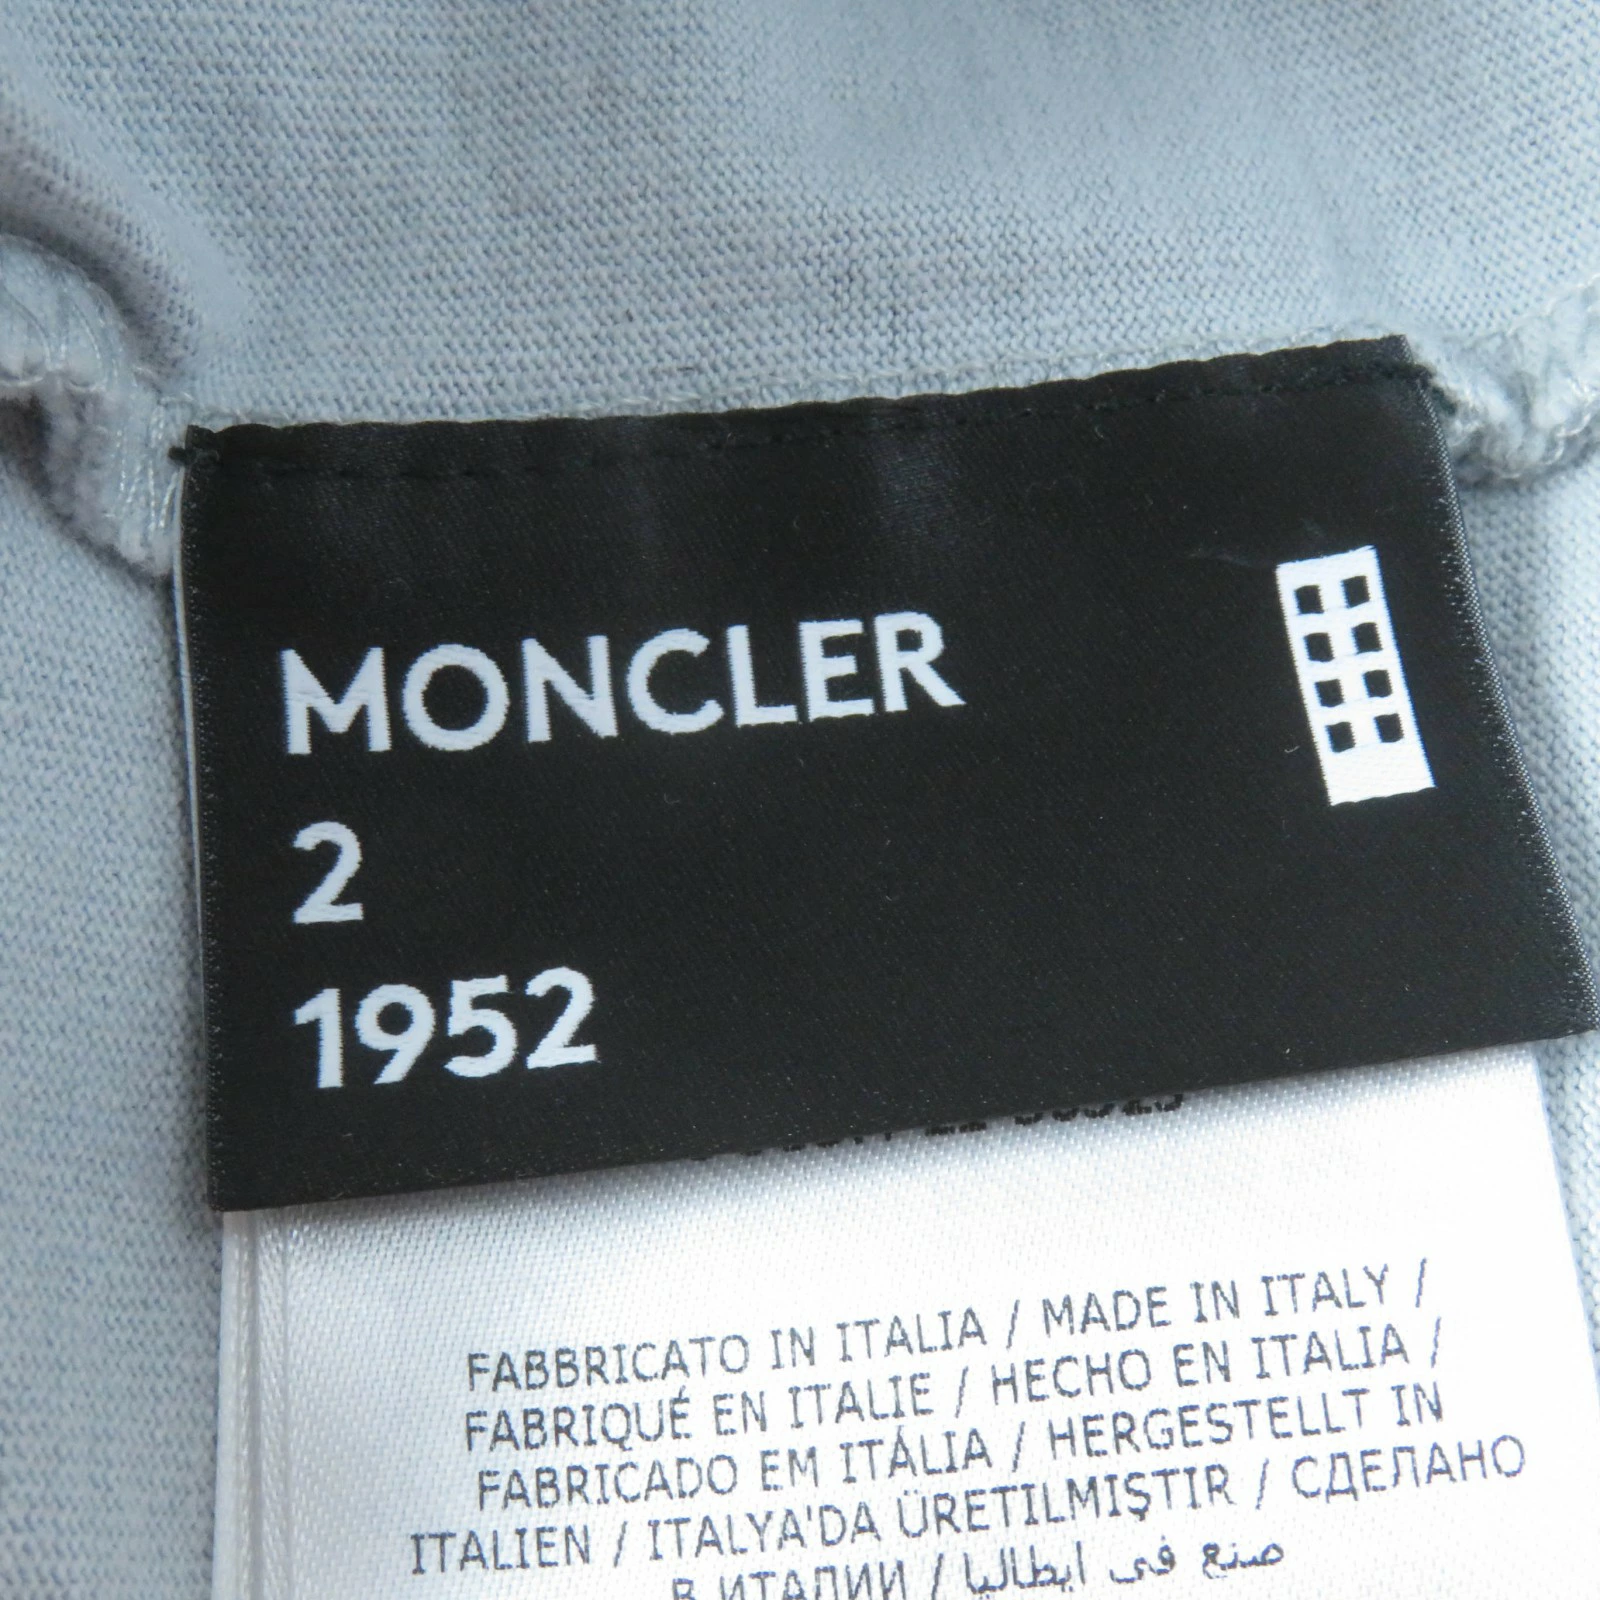 MONCLER
2
1952
FABBRICATO IN ITALIA / MADE IN ITALY /
FABRIQUÉ EN ITALIE / HECHO EN ITALIA /
FABRICADO EM ITÁLIA / HERGESTELLT IN
ITALIEN / ITALYA'DA ÜRETILMIŞTIR / СДЕЛАНО
В ИТАЛИИ / صنع في ايطاليا